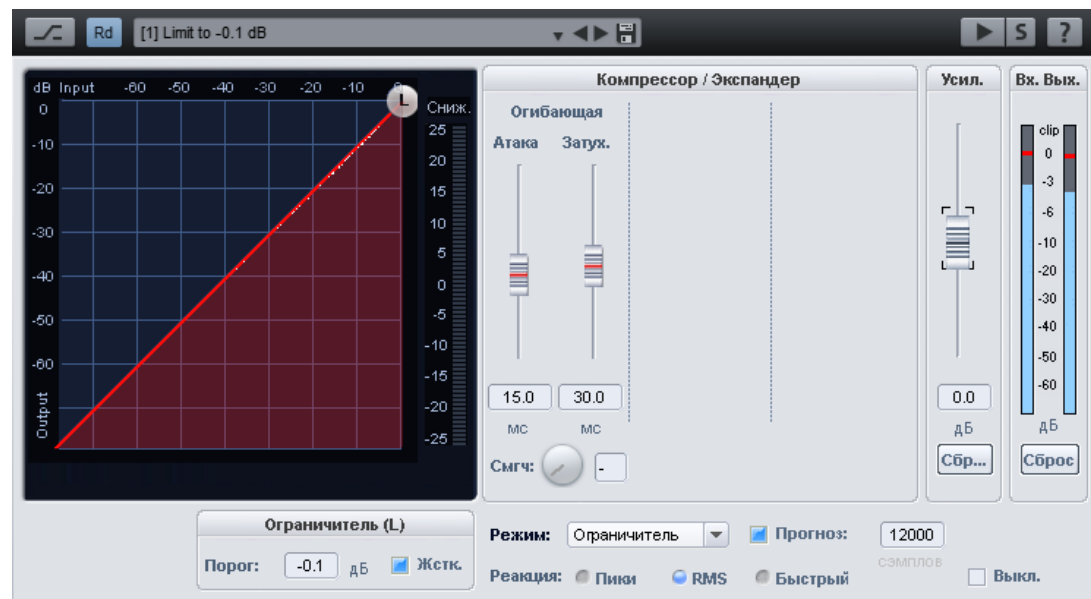 Rd [1] Limit to -0.1 dB S ?
Компрессор / Экспандер
Усил.
Вх. Вых.
dB Input -60 -50 -40 -30 -20 -10 0
L
Сниж.
0
-10
-20
-30
-40
-50
-60
Output
25
20
15
10
5
0
-5
-10
-15
-20
-25
Огибающая
Атака Затух.
15.0 30.0
мс мс
Смгч: -
0.0
дБ
Сбр...
clip
0
-3
-6
-10
-20
-30
-40
-50
-60
дБ
Сброс
Ограничитель (L)
Порог: -0.1 дБ Жстк.
Режим: Ограничитель Прогноз: 12000
сэмплов
Реакция: Пики RMS Быстрый Выкл.